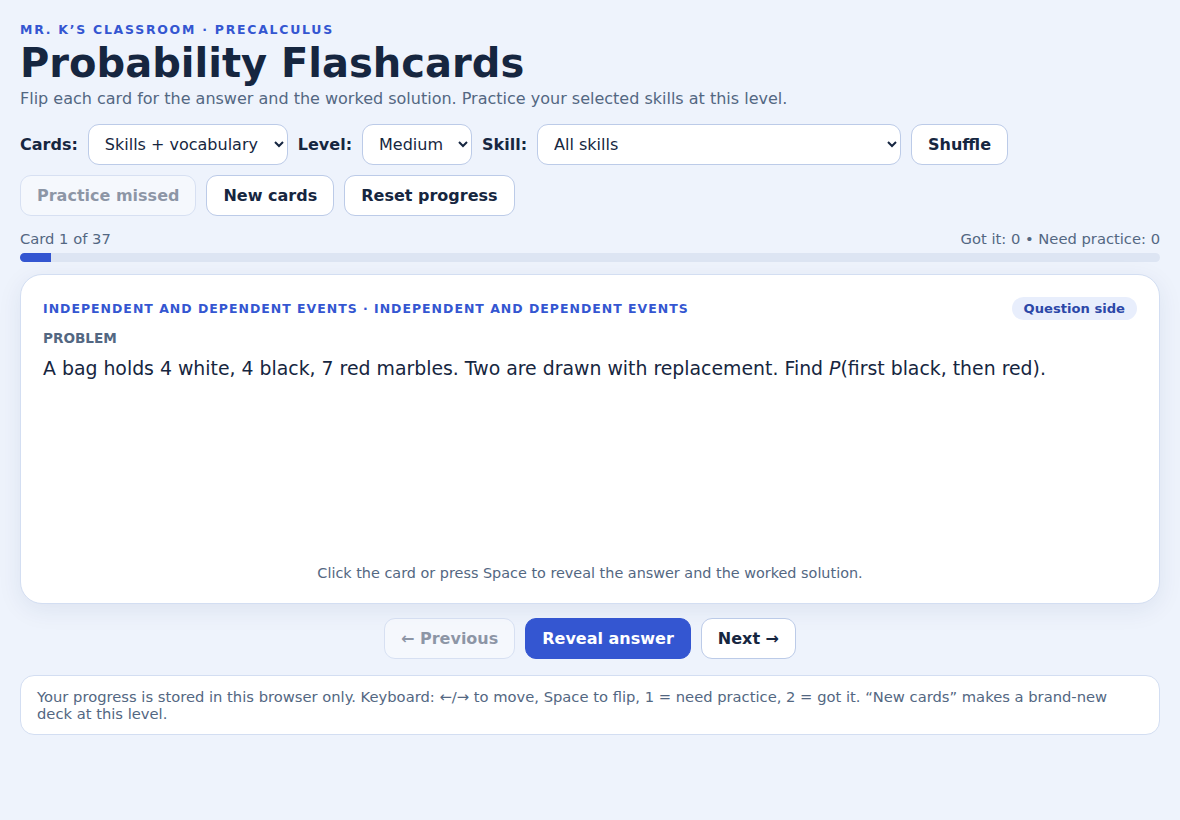 MR. K’S CLASSROOM · PRECALCULUS
Probability Flashcards
Flip each card for the answer and the worked solution. Practice your selected skills at this level.
Cards: Skills + vocabulary Level: Medium Skill: All skills Shuffle
Practice missed New cards Reset progress
Card 1 of 37 Got it: 0 • Need practice: 0
INDEPENDENT AND DEPENDENT EVENTS · INDEPENDENT AND DEPENDENT EVENTS Question side
PROBLEM
A bag holds 4 white, 4 black, 7 red marbles. Two are drawn with replacement. Find P(first black, then red).
Click the card or press Space to reveal the answer and the worked solution.
← Previous Reveal answer Next →
Your progress is stored in this browser only. Keyboard: ←/→ to move, Space to flip, 1 = need practice, 2 = got it. “New cards” makes a brand-new
deck at this level.